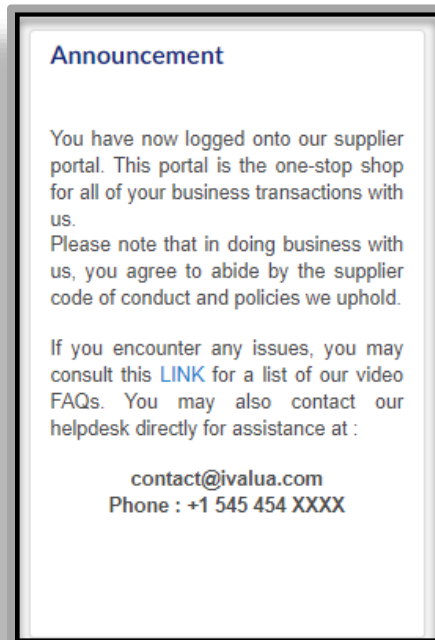 Announcement
You have now logged onto our supplier
portal. This portal is the one-stop shop
for all of your business transactions with
us.
Please note that in doing business with
us, you agree to abide by the supplier
code of conduct and policies we uphold.
If you encounter any issues, you may
consult this LINK for a list of our video
FAQs. You may also contact our
helpdesk directly for assistance at :
contact@ivalua.com
Phone : +1 545 454 XXXX